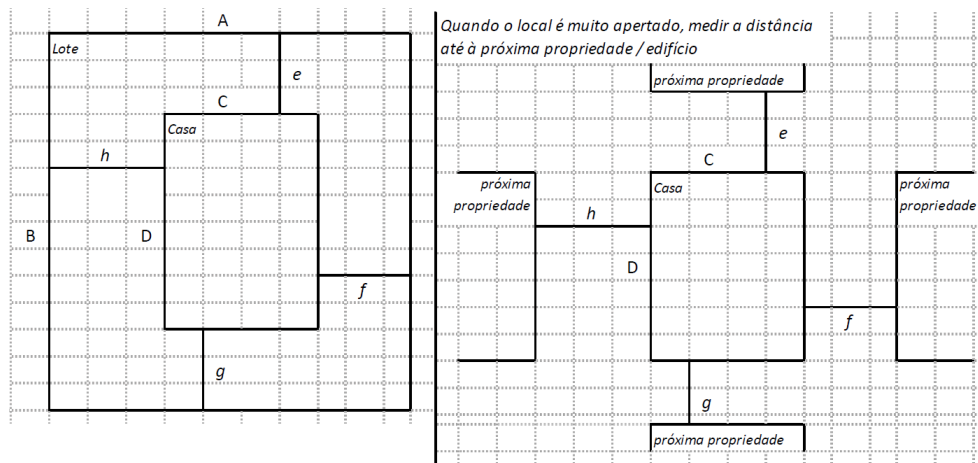 A
Lote
e
C
Casa
h
B
D
f
g
Quando o local é muito apertado, medir a distância
até à próxima propriedade / edifício
próxima propriedade
e
C
próxima
propriedade
Casa
próxima
propriedade
h
D
f
g
próxima propriedade